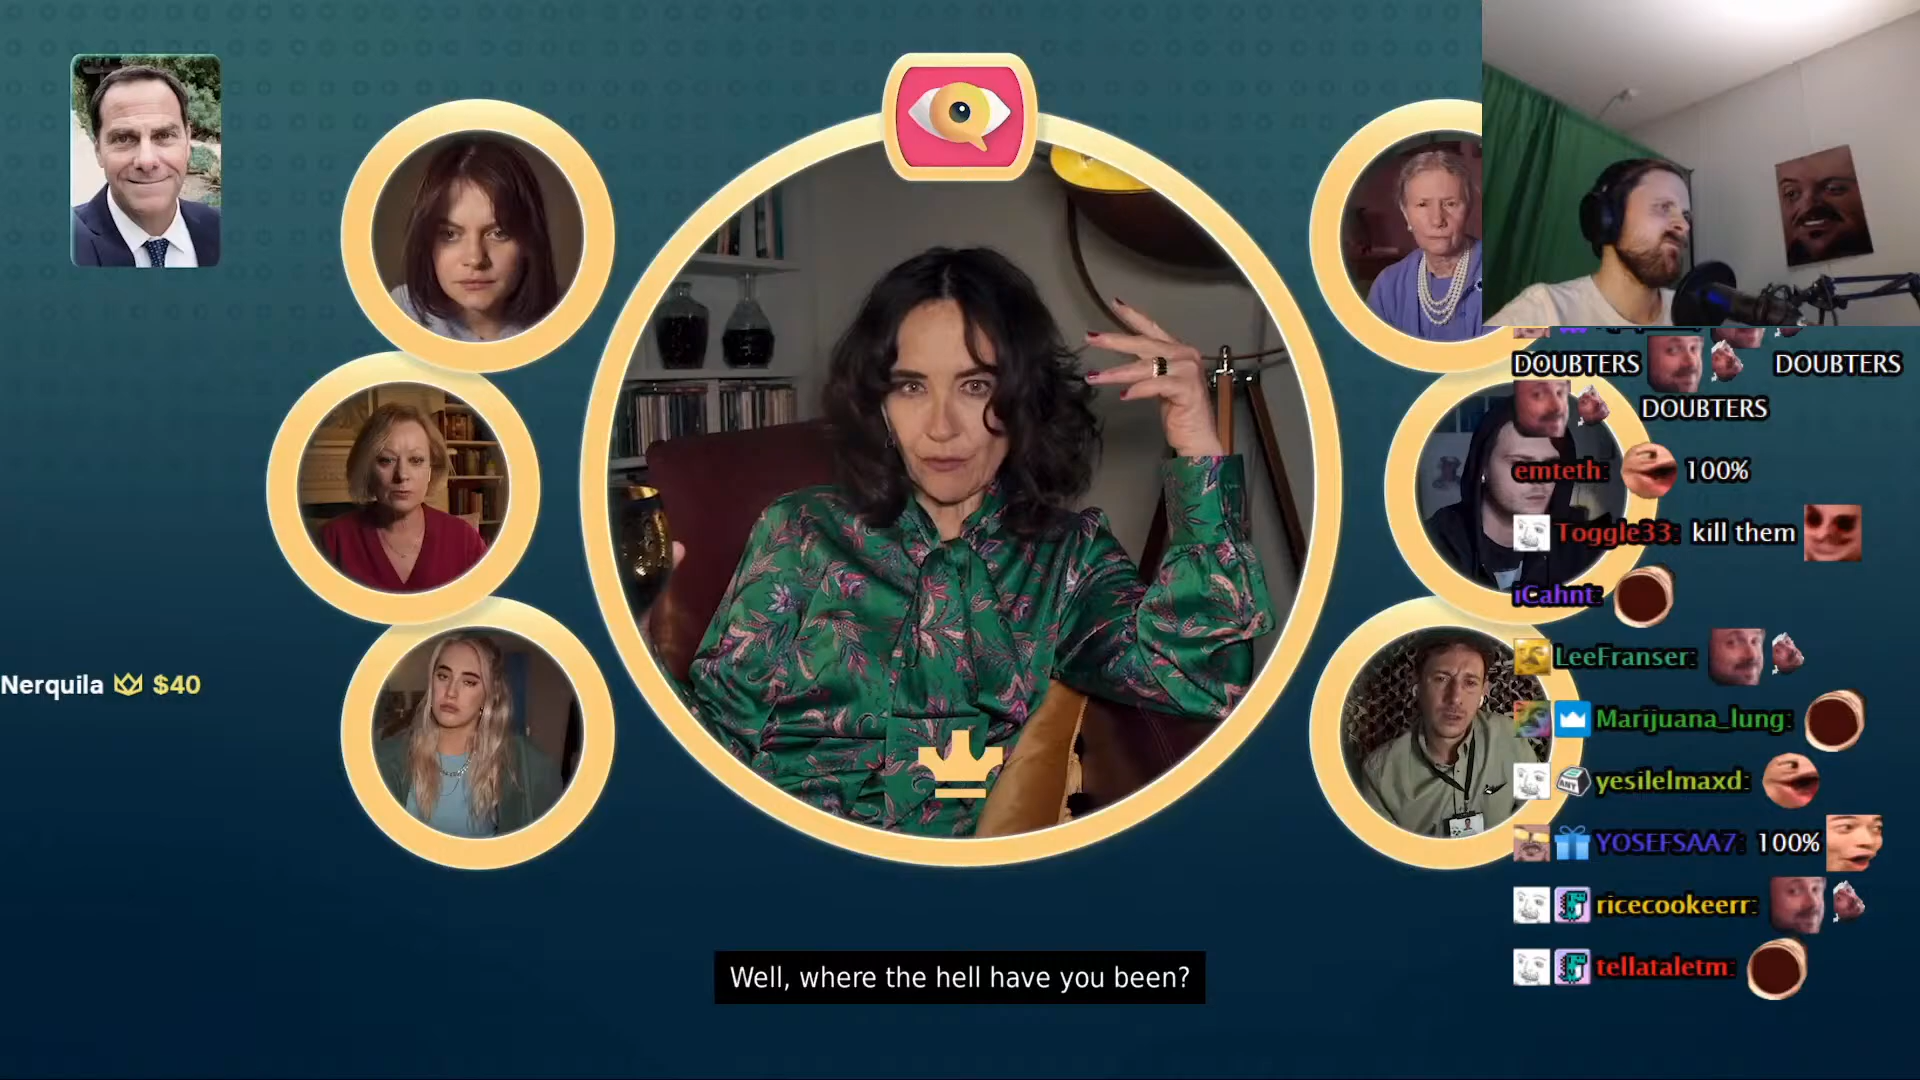 DOUBTERS DOUBTERS
DOUBTERS
emteth: 100%
Toggle33: kill them
iCahnt:
LeeFranser:
Marijuana_lung:
ANY yesilelmaxd:
YOSEFSAA7: 100%
ricecookeerr:
tellataletm:
Nerquila $40
Well, where the hell have you been?